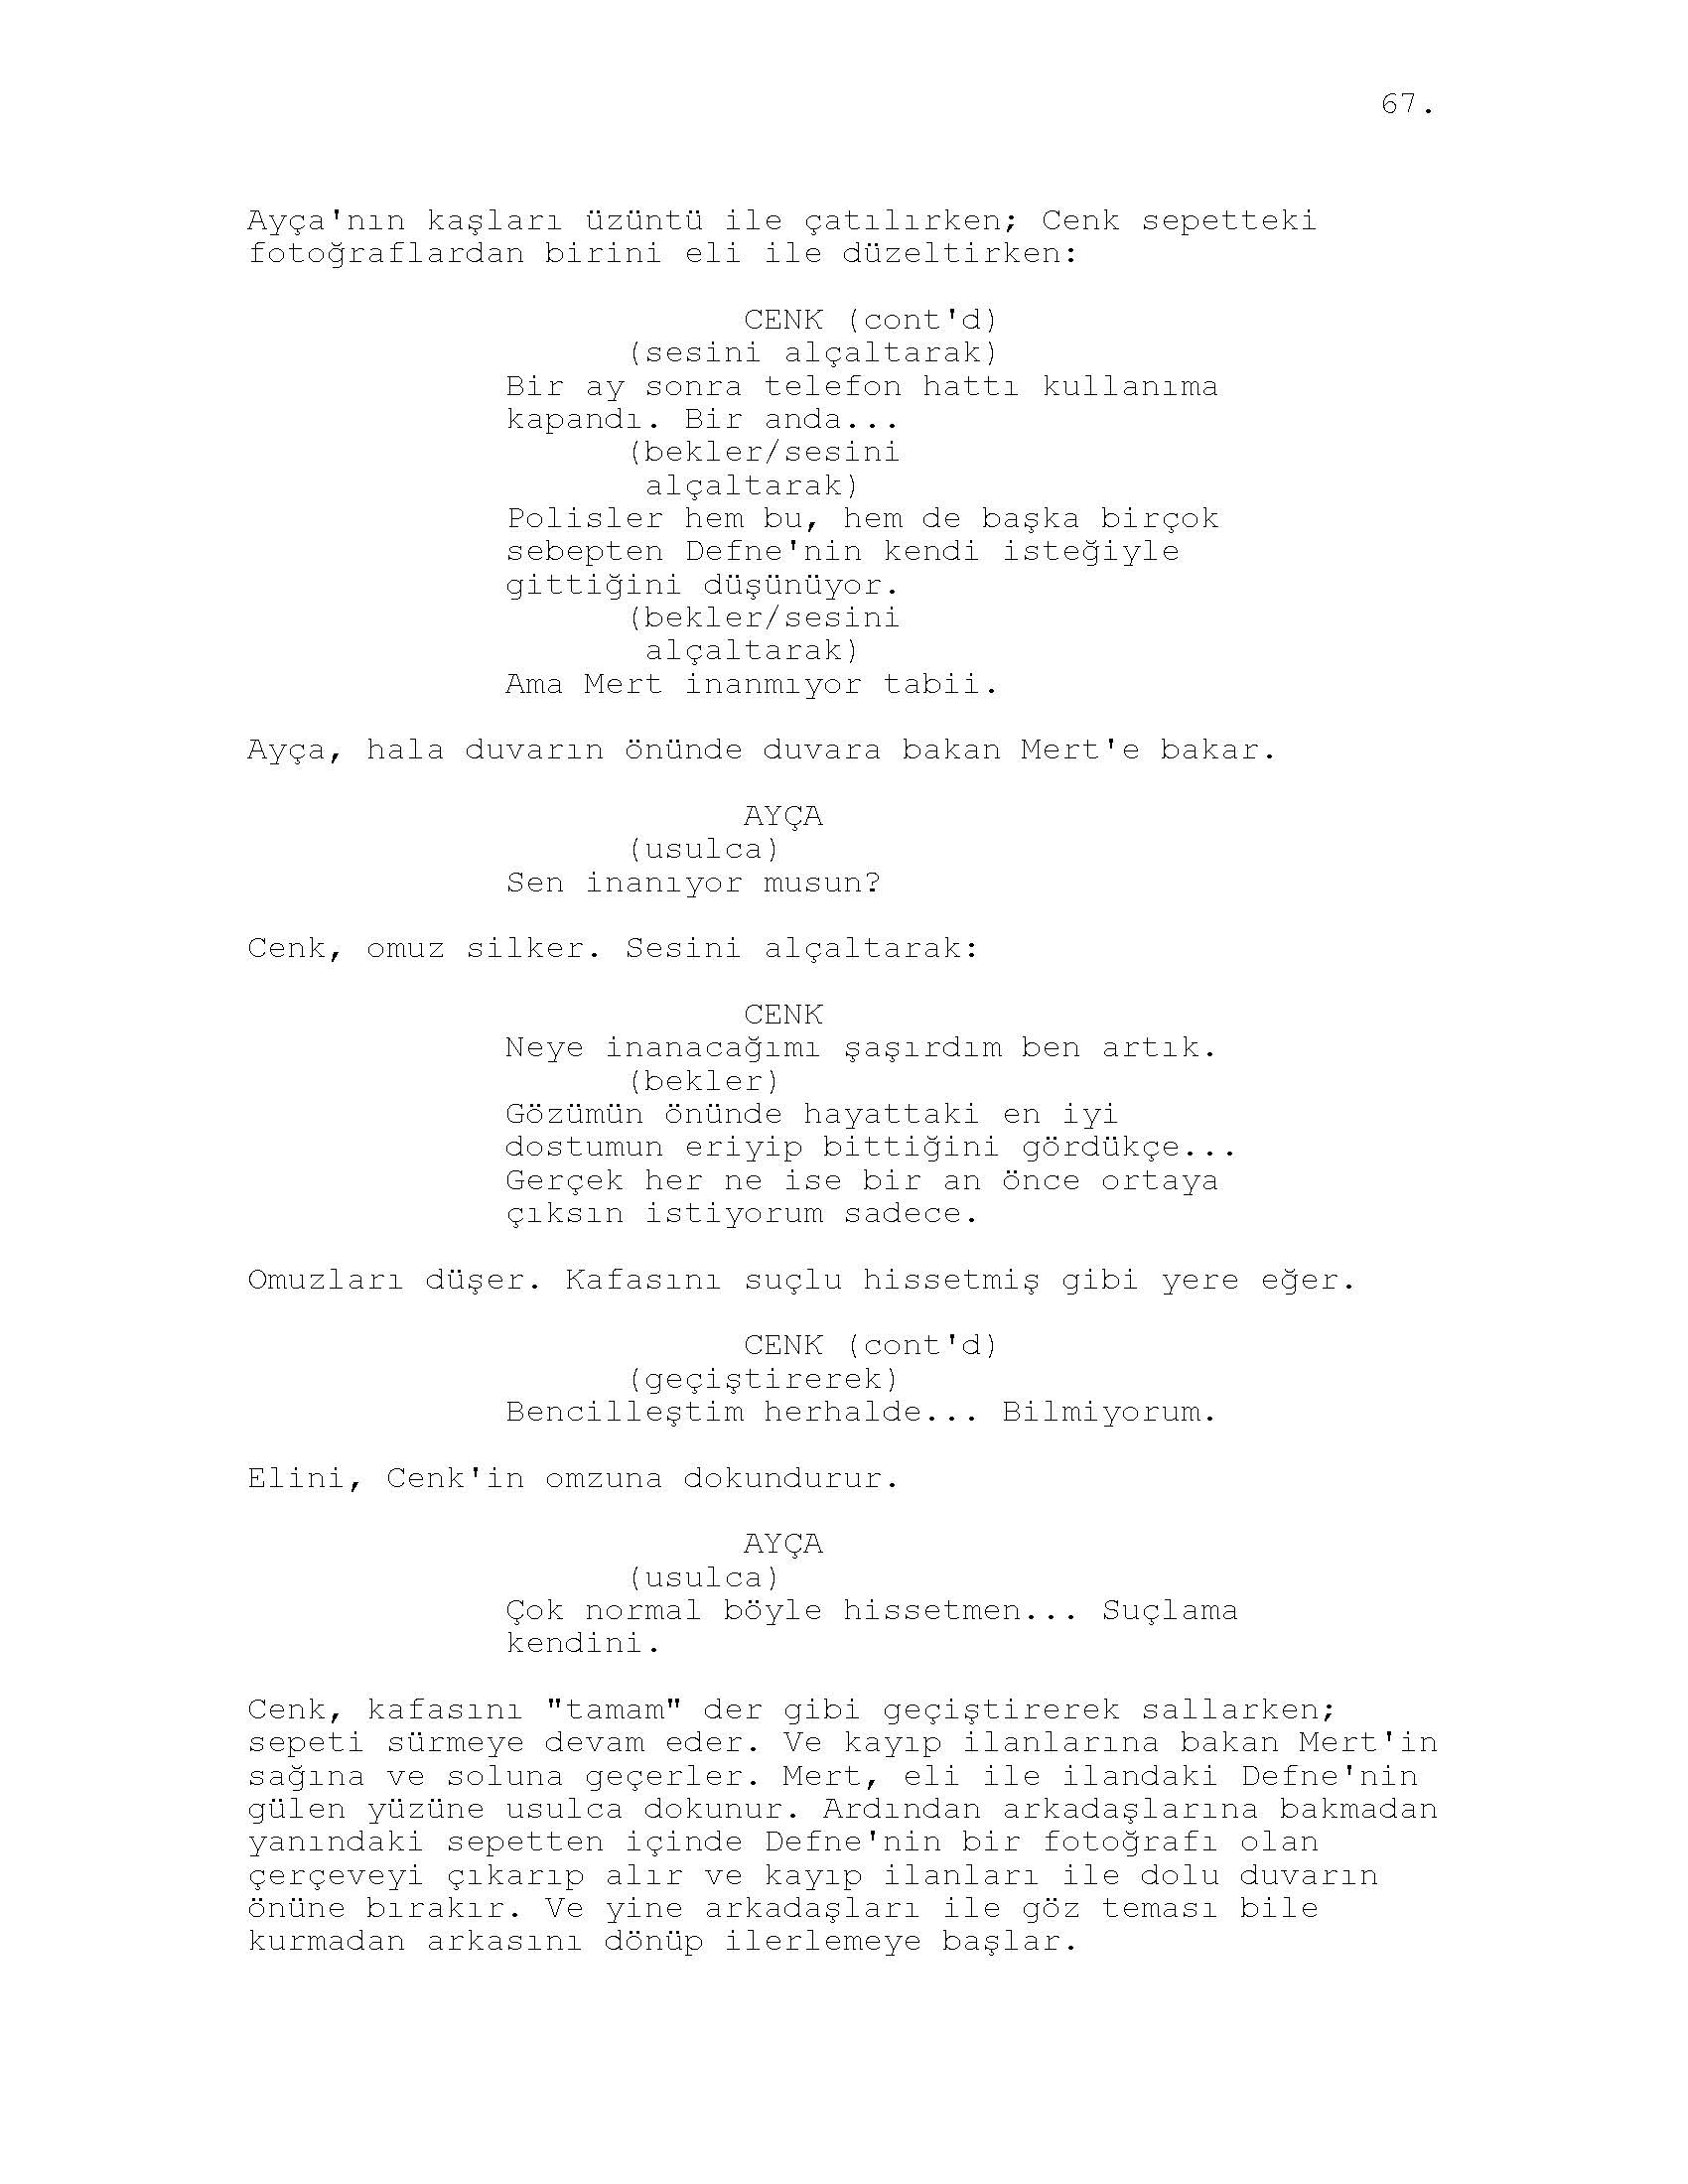 67.
Ayça'nın kaşları üzüntü ile çatılırken; Cenk sepetteki
fotoğraflardan birini eli ile düzeltirken:
CENK (cont'd)
(sesini alçaltarak)
Bir ay sonra telefon hattı kullanıma
kapandı. Bir anda...
(bekler/sesini
alçaltarak)
Polisler hem bu, hem de başka birçok
sebepten Defne'nin kendi isteğiyle
gittiğini düşünüyor.
(bekler/sesini
alçaltarak)
Ama Mert inanmıyor tabii.
Ayça, hala duvarın önünde duvara bakan Mert'e bakar.
AYÇA
(usulca)
Sen inanıyor musun?
Cenk, omuz silker. Sesini alçaltarak:
CENK
Neye inanacağımı şaşırdım ben artık.
(bekler)
Gözümün önünde hayattaki en iyi
dostumun eriyip bittiğini gördükçe...
Gerçek her ne ise bir an önce ortaya
çıksın istiyorum sadece.
Omuzları düşer. Kafasını suçlu hissetmiş gibi yere eğer.
CENK (cont'd)
(geçiştirerek)
Bencilleştim herhalde... Bilmiyorum.
Elini, Cenk'in omzuna dokundurur.
AYÇA
(usulca)
Çok normal böyle hissetmen... Suçlama
kendini.
Cenk, kafasını "tamam" der gibi geçiştirerek sallarken;
sepeti sürmeye devam eder. Ve kayıp ilanlarına bakan Mert'in
sağına ve soluna geçerler. Mert, eli ile ilandaki Defne'nin
gülen yüzüne usulca dokunur. Ardından arkadaşlarına bakmadan
yanındaki sepetten içinde Defne'nin bir fotoğrafı olan
çerçeveyi çıkarıp alır ve kayıp ilanları ile dolu duvarın
önüne bırakır. Ve yine arkadaşları ile göz teması bile
kurmadan arkasını dönüp ilerlemeye başlar.